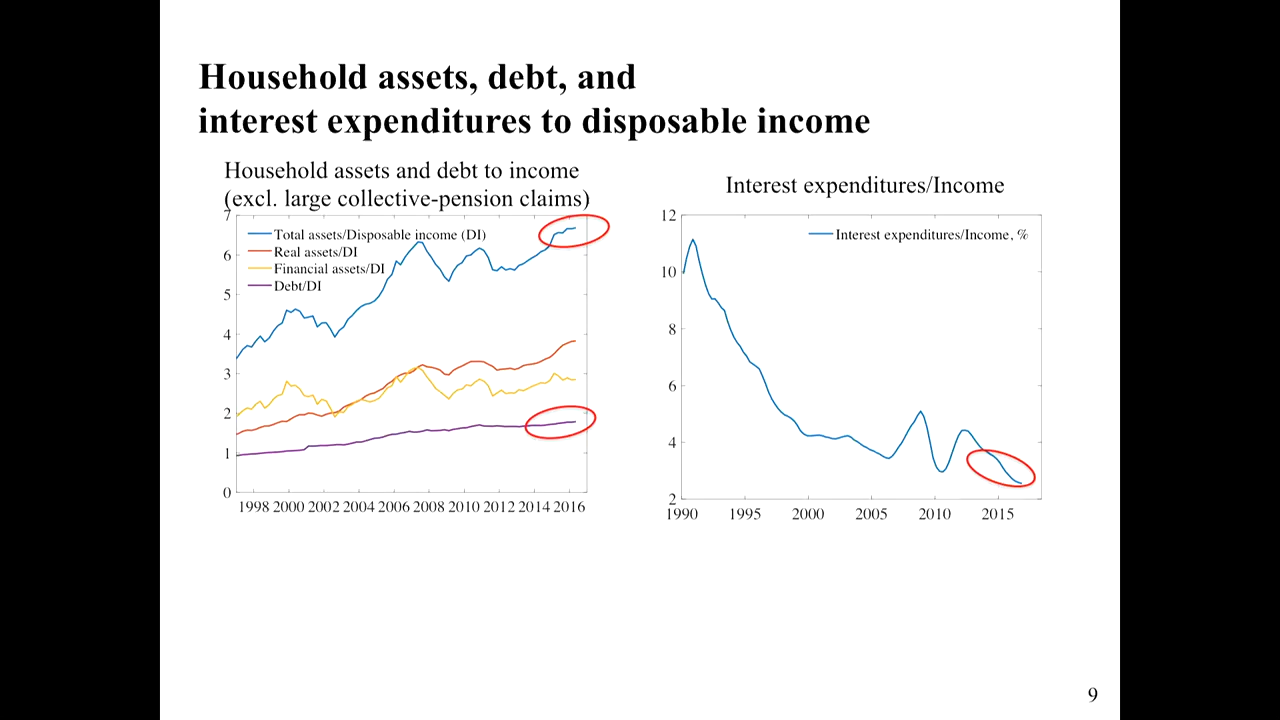 Household assets, debt, and
interest expenditures to disposable income
Household assets and debt to income
(excl. large collective-pension claims)
7
6
5
4
3
2
1
0
Total assets/Disposable income (DI)
Real assets/DI
Financial assets/DI
Debt/DI
1998 2000 2002 2004 2006 2008 2010 2012 2014 2016
Interest expenditures/Income
12
10
8
6
4
2
Interest expenditures/Income, %
1990 1995 2000 2005 2010 2015
9